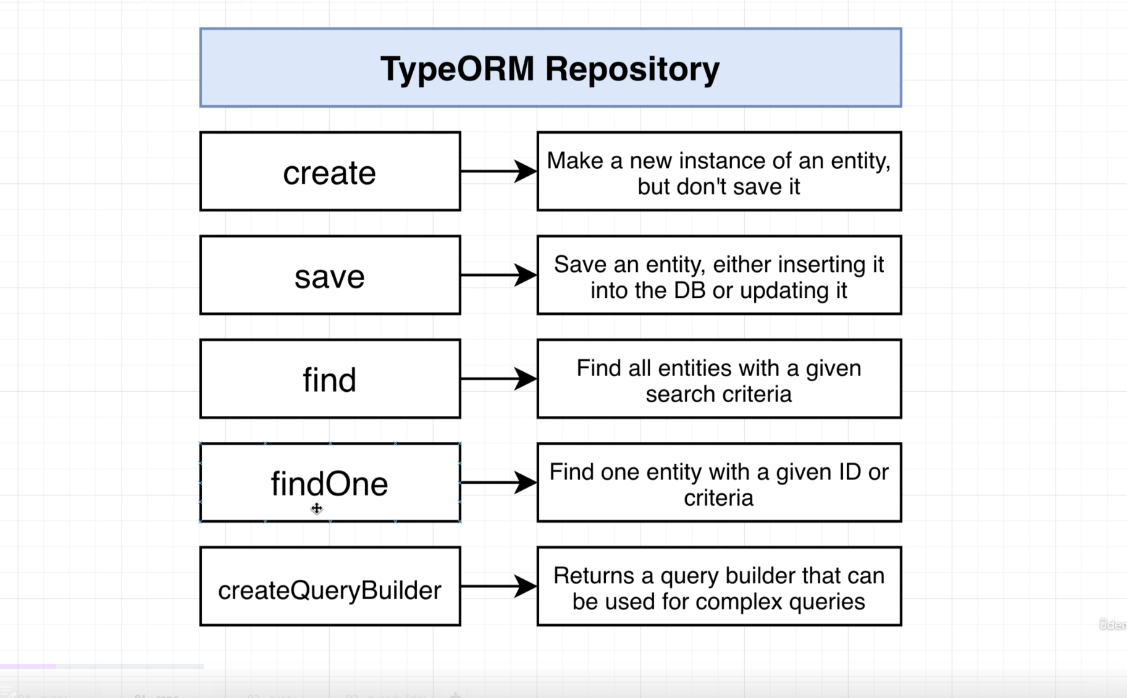 TypeORM Repository
create
Make a new instance of an entity,
but don't save it
save
Save an entity, either inserting it
into the DB or updating it
find
Find all entities with a given
search criteria
findOne
Find one entity with a given ID or
criteria
createQueryBuilder
Returns a query builder that can
be used for complex queries